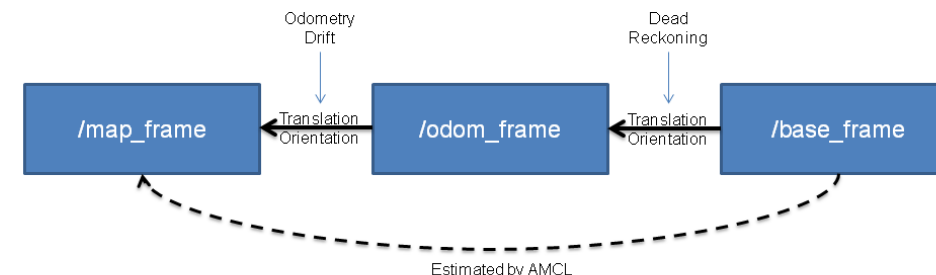 Odometry
Drift
Dead
Reckoning
/map_frame
Translation
Orientation
/odom_frame
Translation
Orientation
/base_frame
Estimated by AMCL